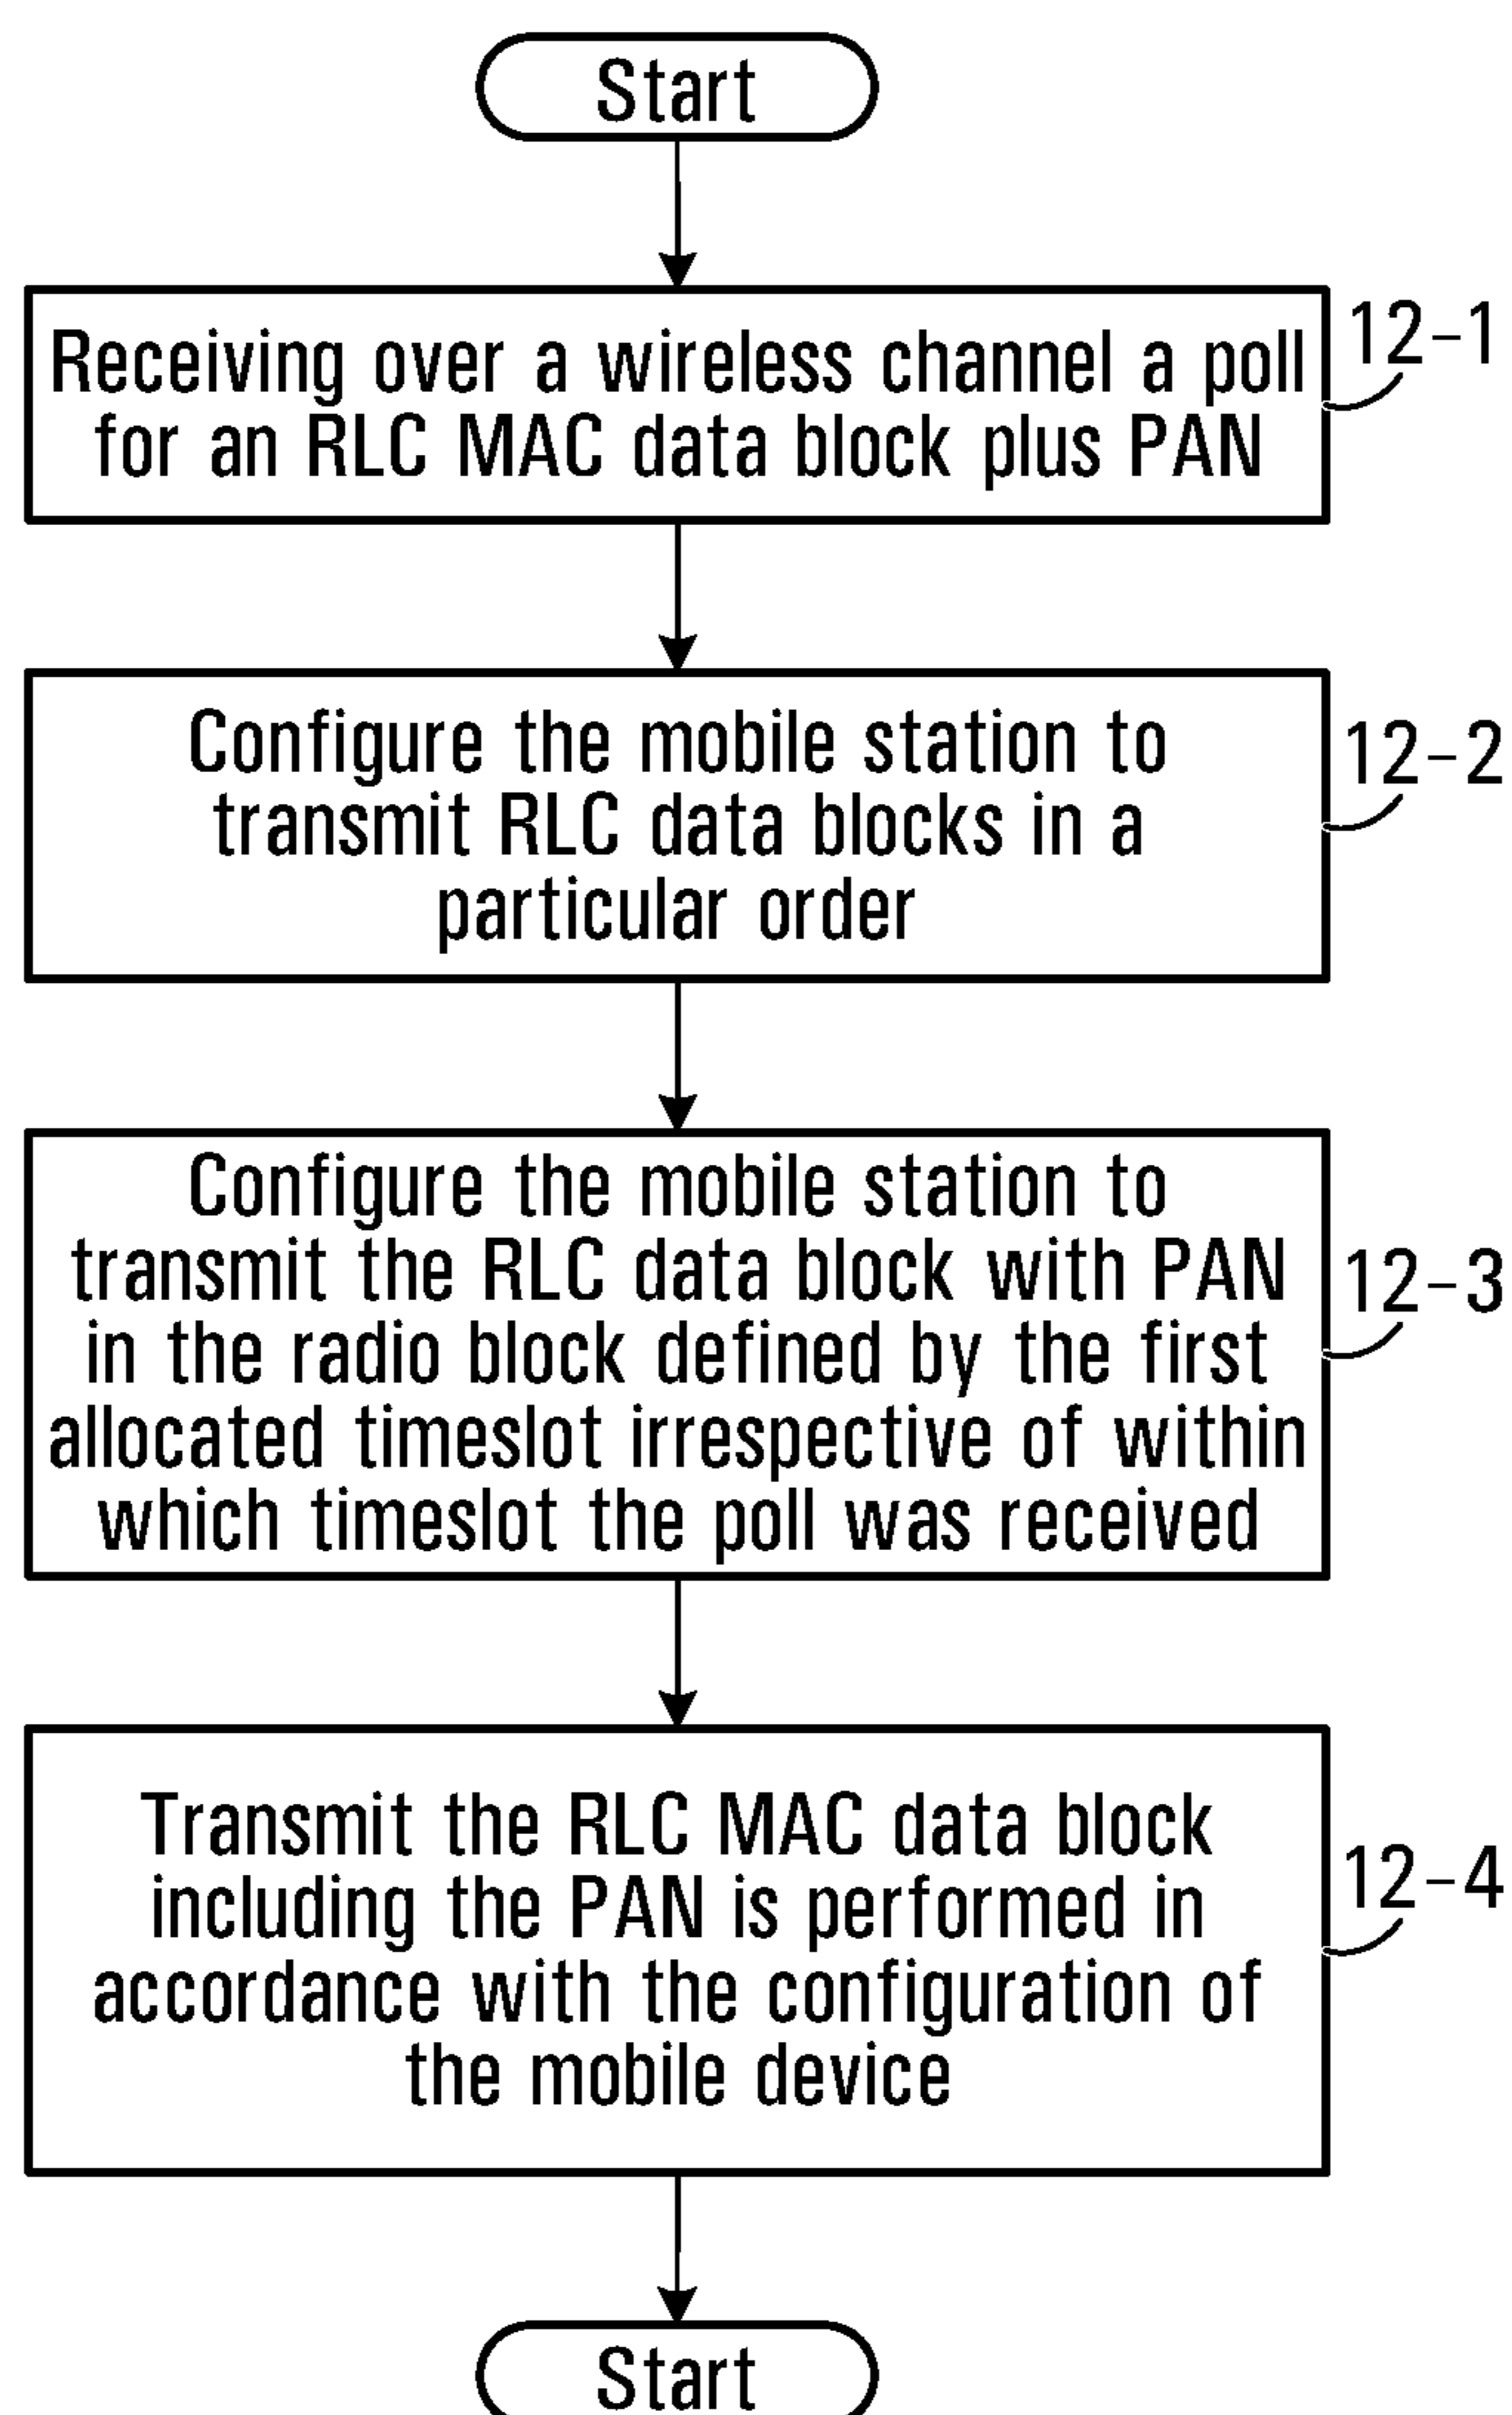 Start
Receiving over a wireless channel a poll
for an RLC MAC data block plus PAN
12-1
Configure the mobile station to
transmit RLC data blocks in a
particular order
12-2
Configure the mobile station to
transmit the RLC data block with PAN
in the radio block defined by the first
allocated timeslot irrespective of within
which timeslot the poll was received
12-3
Transmit the RLC MAC data block
including the PAN is performed in
accordance with the configuration of
the mobile device
12-4
Start